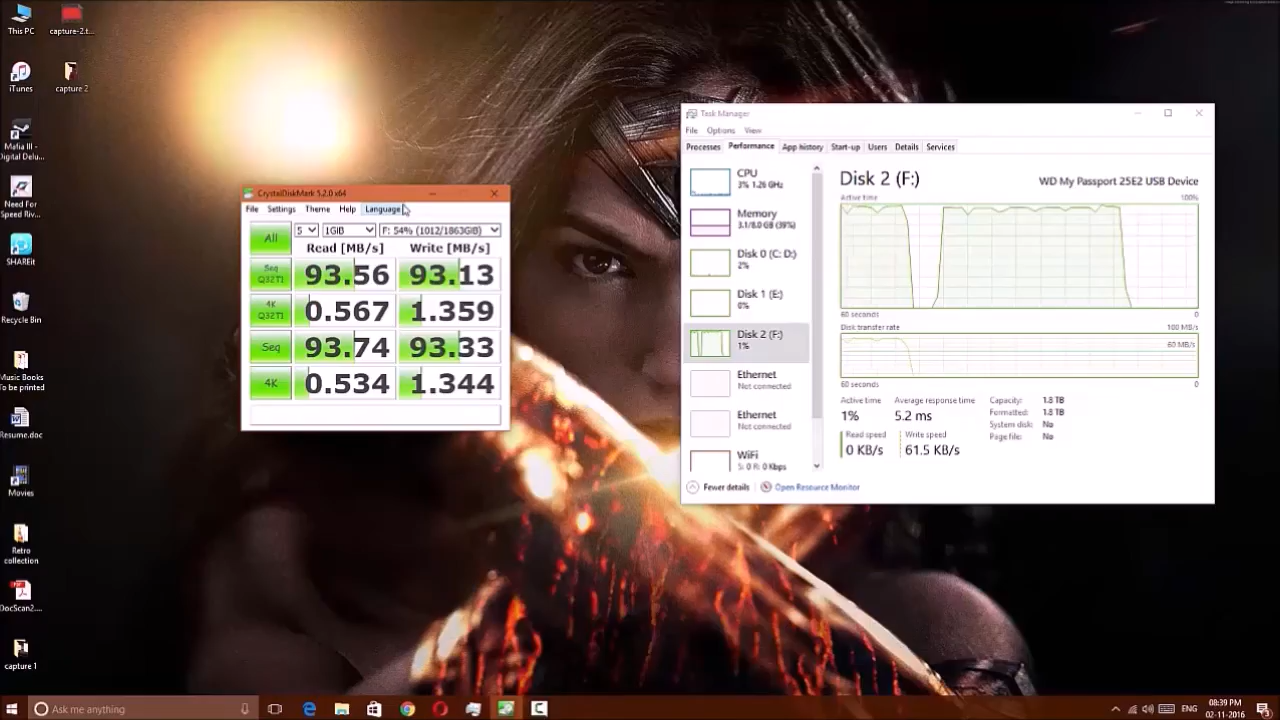 This PC
capture-2.t...
iTunes
capture 2
Mafia III
Digital Del...
Need For
Speed Riv...
SHAREit
Recycle Bin
Music Books
To be printed
Resume.doc
Movies
Retro
collection
DocScan2....
capture 1
CrystalDiskMark 5.2.0 x64
File Settings Theme Help Language
All 5 1GiB F: 54% (1012/1863GiB)
Read [MB/s] Write [MB/s]
Seq
Q32T1 93.56 93.13
4K
Q32T1 0.567 1.359
Seq 93.74 93.33
4K 0.534 1.344
Task Manager
File Options View
Processes Performance App history Start-up Users Details Services
CPU
3% 1.26 GHz
Memory
3.1/8.0 GB (39%)
Disk 0 (C: D:)
2%
Disk 1 (E:)
0%
Disk 2 (F:)
1%
Ethernet
Not connected
Ethernet
Not connected
WiFi
S: 0 R: 0 Kbps
Disk 2 (F:) WD My Passport 25E2 USB Device
Active time 100%
60 seconds 0
Disk transfer rate 100 MB/s
60 MB/s
60 seconds 0
Active time Average response time
1% 5.2 ms
Read speed Write speed
0 KB/s 61.5 KB/s
Capacity: 1.8 TB
Formatted: 1.8 TB
System disk: No
Page file: No
Fewer details Open Resource Monitor
Ask me anything
ENG
08:39 PM
02-11-2016